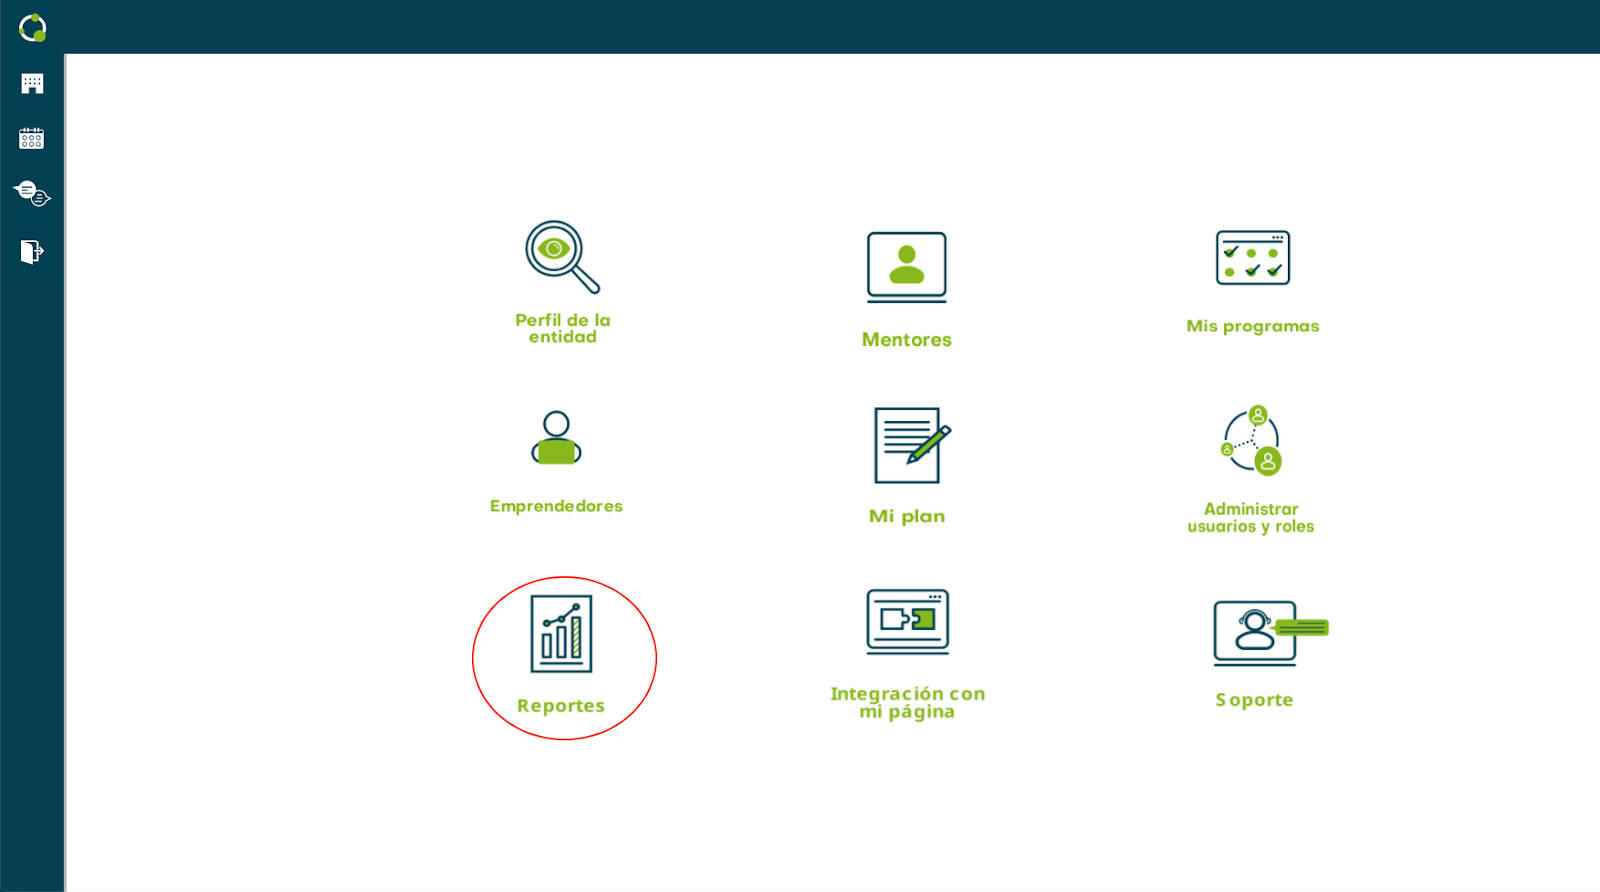 Perfil de la
entidad
Mentores
Mis programas
Emprendedores
Mi plan
Administrar
usuarios y roles
Reportes
Integración con
mi página
Soporte